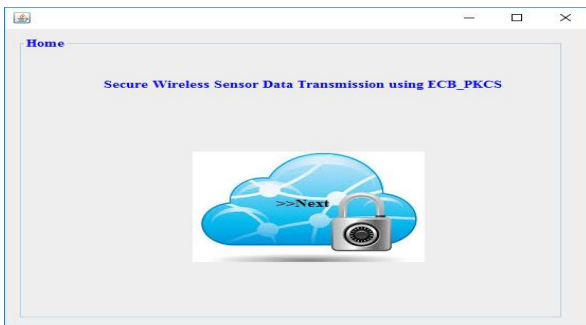 Home
Secure Wireless Sensor Data Transmission using ECB_PKCS
>>Next